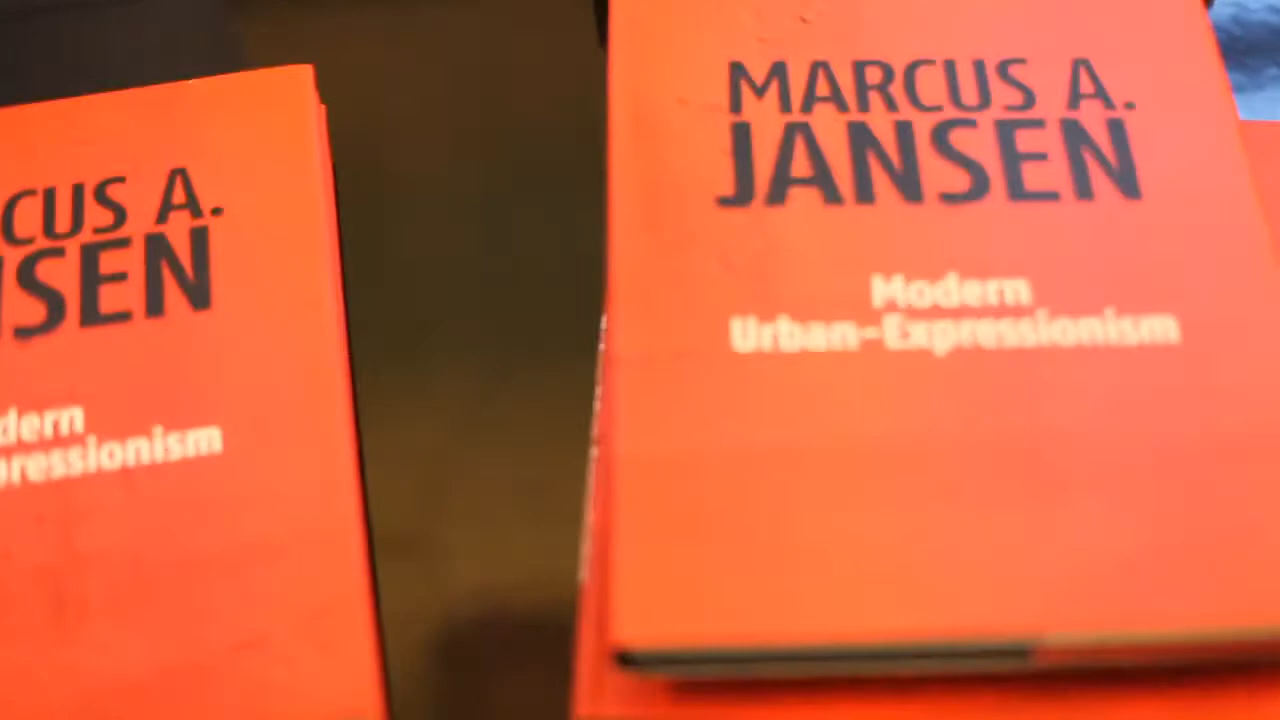 CUS A.
SEN
dern
pressionism
MARCUS A.
JANSEN
Modern
Urban-Expressionism